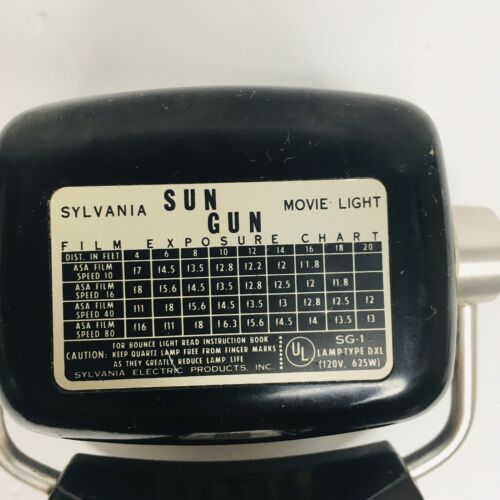 SYLVANIA SUN GUN MOVIE LIGHT
FILM EXPOSURE CHART
DIST. IN FEET 4 6 8 10 12 14 16 18 20
ASA FILM SPEED 10 f7 f4.5 f3.5 f2.8 f2.2 f2 f1.8
ASA FILM SPEED 16 f8 f5.6 f4.5 f3.5 f2.8 f2.5 f2 f1.8
ASA FILM SPEED 40 f11 f8 f5.6 f4.5 f3.5 f3 f2.8 f2.5 f2
ASA FILM SPEED 80 f16 f11 f8 f6.3 f5.6 f4.5 f4 f3.5 f3
FOR BOUNCE LIGHT READ INSTRUCTION BOOK
CAUTION: KEEP QUARTZ LAMP FREE FROM FINGER MARKS
AS THEY GREATLY REDUCE LAMP LIFE
SYLVANIA ELECTRIC PRODUCTS, INC.
UL
SG-1
LAMP-TYPE DXL
(120V, 625W)